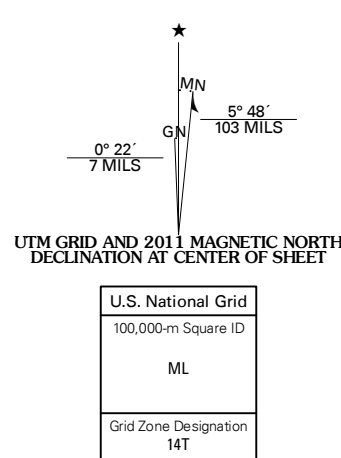 ★
MN
GN
5° 48´
103 MILS
0° 22´
7 MILS
UTM GRID AND 2011 MAGNETIC NORTH
DECLINATION AT CENTER OF SHEET
U.S. National Grid
100,000-m Square ID
ML
Grid Zone Designation
14T